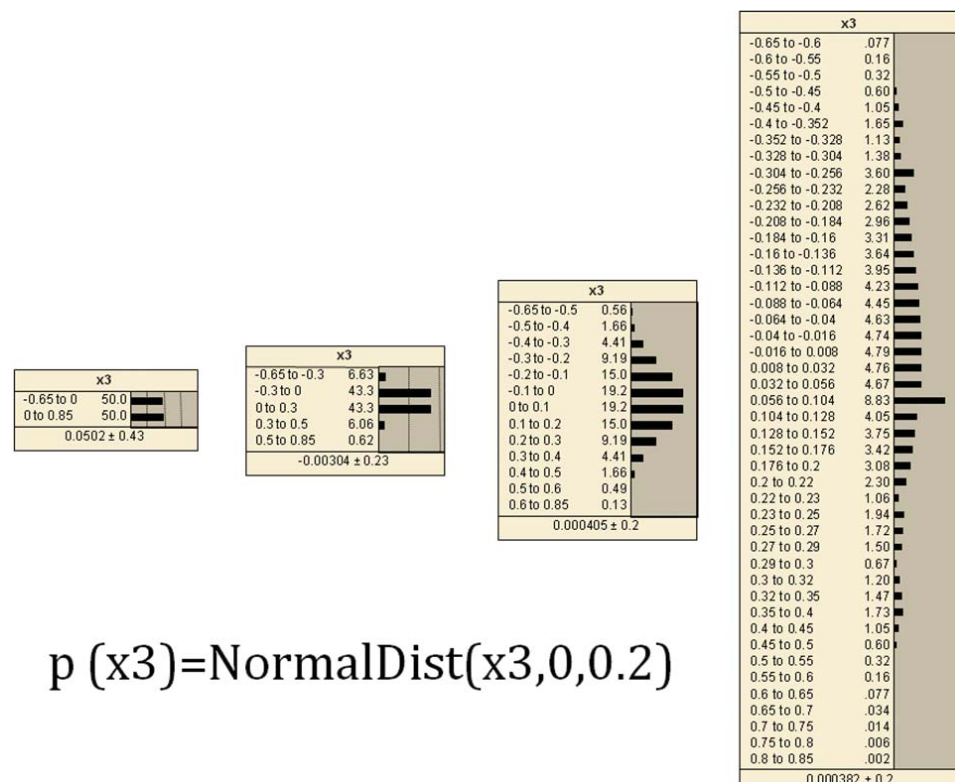 x3
-0.65 to 0 50.0
0 to 0.85 50.0
0.0502 ± 0.43
x3
-0.65 to -0.3 6.63
-0.3 to 0 43.3
0 to 0.3 43.3
0.3 to 0.5 6.06
0.5 to 0.85 0.62
-0.00304 ± 0.23
x3
-0.65 to -0.5 0.56
-0.5 to -0.4 1.66
-0.4 to -0.3 4.41
-0.3 to -0.2 9.19
-0.2 to -0.1 15.0
-0.1 to 0 19.2
0 to 0.1 19.2
0.1 to 0.2 15.0
0.2 to 0.3 9.19
0.3 to 0.4 4.41
0.4 to 0.5 1.66
0.5 to 0.6 0.49
0.6 to 0.85 0.13
0.000405 ± 0.2
x3
-0.65 to -0.6 .077
-0.6 to -0.55 0.16
-0.55 to -0.5 0.32
-0.5 to -0.45 0.60
-0.45 to -0.4 1.05
-0.4 to -0.352 1.65
-0.352 to -0.328 1.13
-0.328 to -0.304 1.38
-0.304 to -0.256 3.60
-0.256 to -0.232 2.28
-0.232 to -0.208 2.62
-0.208 to -0.184 2.96
-0.184 to -0.16 3.31
-0.16 to -0.136 3.64
-0.136 to -0.112 3.95
-0.112 to -0.088 4.23
-0.088 to -0.064 4.45
-0.064 to -0.04 4.63
-0.04 to -0.016 4.74
-0.016 to 0.008 4.79
0.008 to 0.032 4.76
0.032 to 0.056 4.67
0.056 to 0.104 8.83
0.104 to 0.128 4.05
0.128 to 0.152 3.75
0.152 to 0.176 3.42
0.176 to 0.2 3.08
0.2 to 0.22 2.30
0.22 to 0.23 1.06
0.23 to 0.25 1.94
0.25 to 0.27 1.72
0.27 to 0.29 1.50
0.29 to 0.3 0.67
0.3 to 0.32 1.20
0.32 to 0.35 1.47
0.35 to 0.4 1.73
0.4 to 0.45 1.05
0.45 to 0.5 0.60
0.5 to 0.55 0.32
0.55 to 0.6 0.16
0.6 to 0.65 .077
0.65 to 0.7 .034
0.7 to 0.75 .014
0.75 to 0.8 .006
0.8 to 0.85 .002
0.000382 ± 0.2
p (x3)=NormalDist(x3,0,0.2)